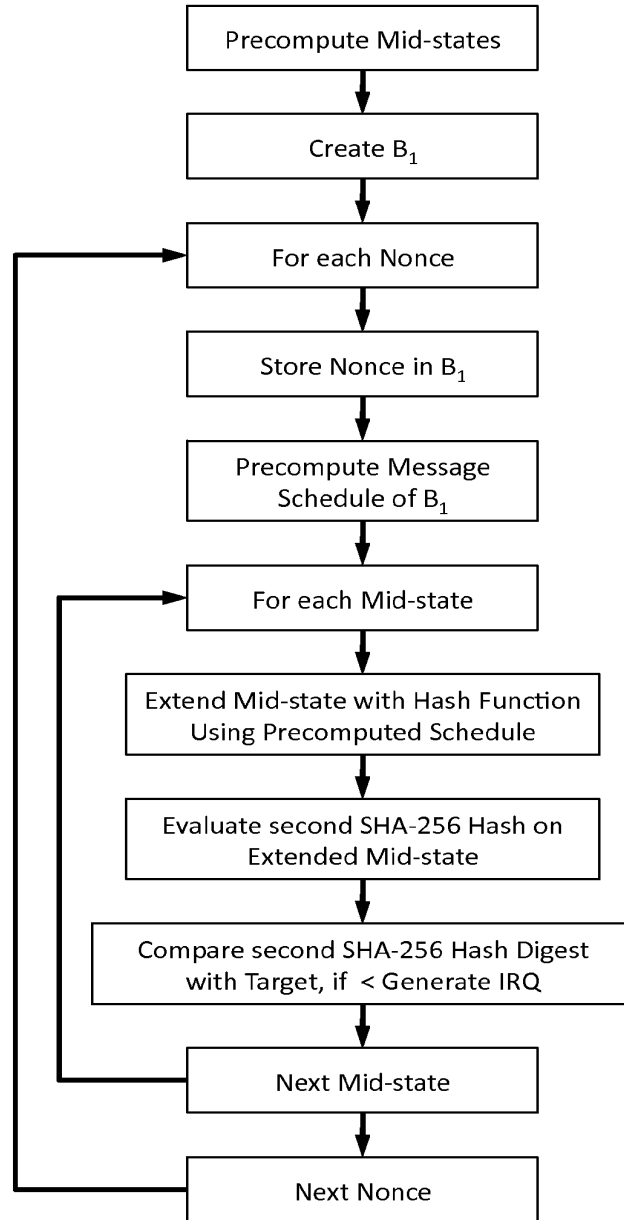 Precompute Mid-states
Create B₁
For each Nonce
Store Nonce in B₁
Precompute Message
Schedule of B₁
For each Mid-state
Extend Mid-state with Hash Function
Using Precomputed Schedule
Evaluate second SHA-256 Hash on
Extended Mid-state
Compare second SHA-256 Hash Digest
with Target, if < Generate IRQ
Next Mid-state
Next Nonce